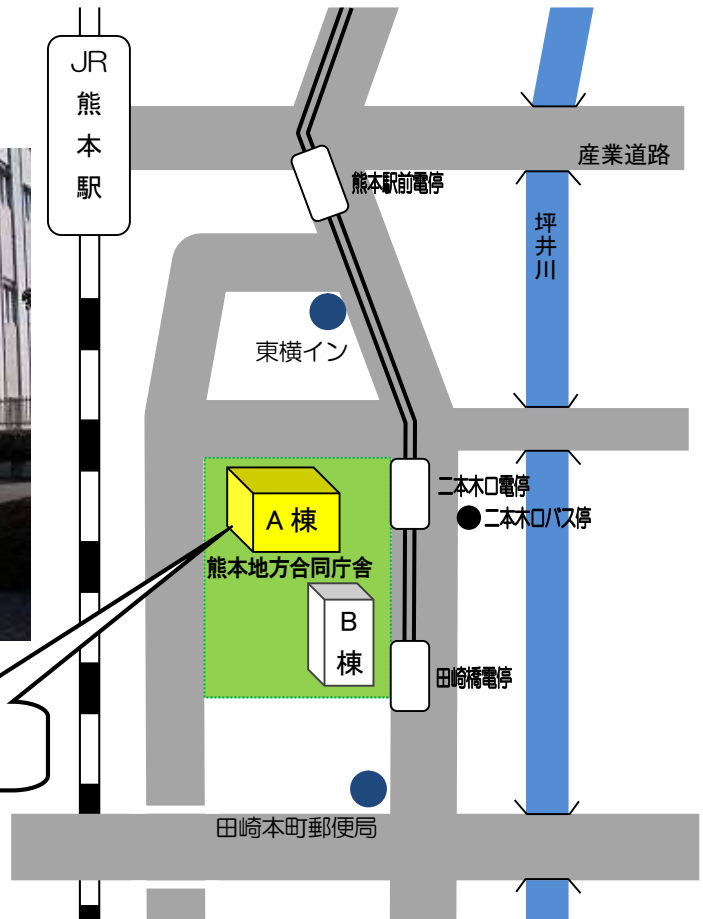 JR
熊
本
駅
産業道路
熊本駅前電停
坪井川
東横イン
二本木口電停
二本木口バス停
A棟
熊本地方合同庁舎
B
棟
田崎橋電停
田崎本町郵便局